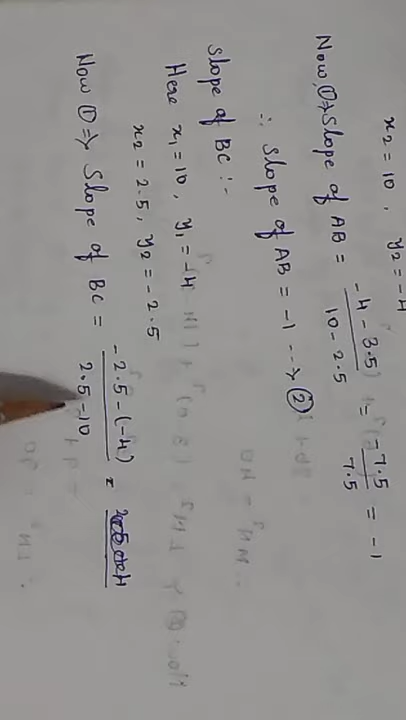 x₂ = 10 , y₂ = -4
Now, ① ⇒ Slope of AB = (-4 - 3.5)/(10 - 2.5) = -7.5/7.5 = -1
∴ Slope of AB = -1 --→ ②
Slope of BC :-
Here x₁ = 10 , y₁ = -4
x₂ = 2.5 , y₂ = -2.5
Now ① ⇒ Slope of BC = (-2.5 - (-4))/(2.5 - 10) =